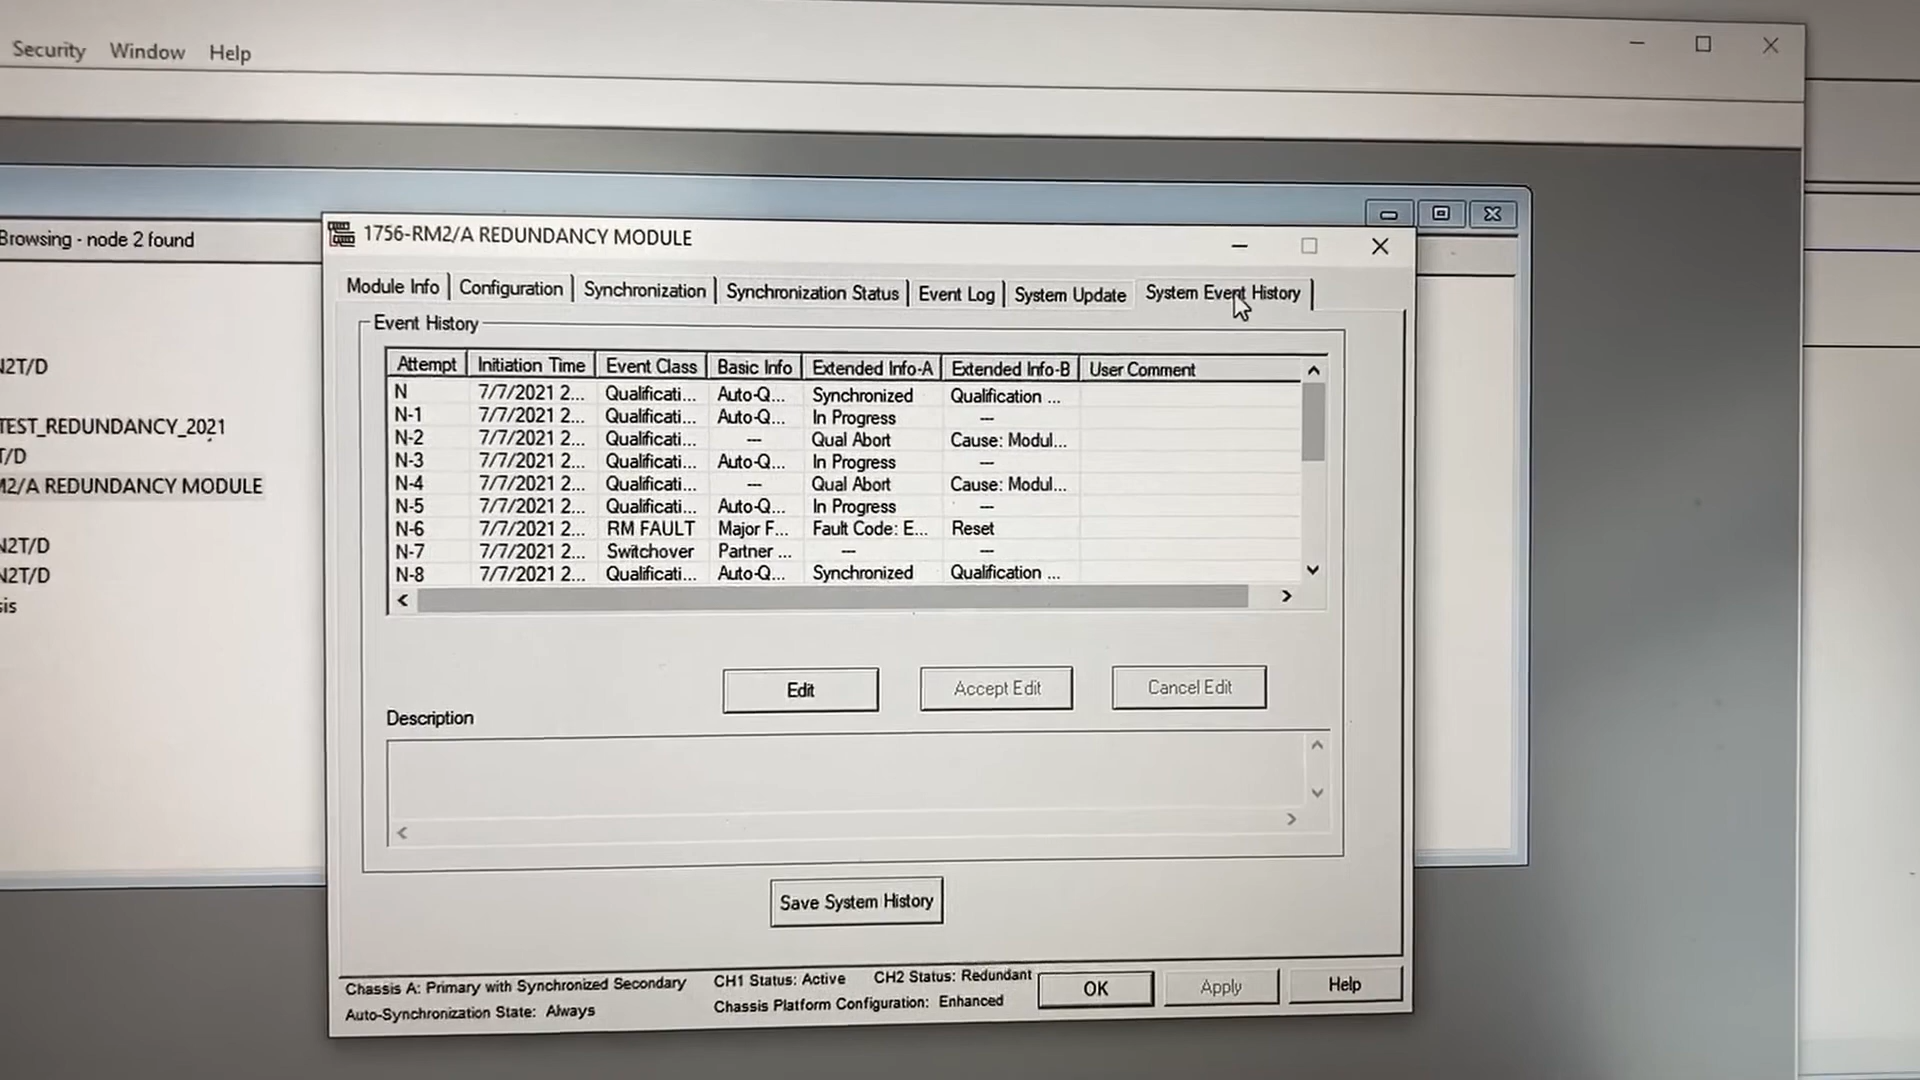 Security Window Help
Browsing - node 2 found
N2T/D
TEST_REDUNDANCY_2021
T/D
M2/A REDUNDANCY MODULE
N2T/D
N2T/D
sis
1756-RM2/A REDUNDANCY MODULE
Module Info Configuration Synchronization Synchronization Status Event Log System Update System Event History
Event History
Attempt Initiation Time Event Class Basic Info Extended Info-A Extended Info-B User Comment
N 7/7/2021 2... Qualificati... Auto-Q... Synchronized Qualification ...
N-1 7/7/2021 2... Qualificati... Auto-Q... In Progress ---
N-2 7/7/2021 2... Qualificati... --- Qual Abort Cause: Modul...
N-3 7/7/2021 2... Qualificati... Auto-Q... In Progress ---
N-4 7/7/2021 2... Qualificati... --- Qual Abort Cause: Modul...
N-5 7/7/2021 2... Qualificati... Auto-Q... In Progress ---
N-6 7/7/2021 2... RM FAULT Major F... Fault Code: E... Reset
N-7 7/7/2021 2... Switchover Partner ... --- ---
N-8 7/7/2021 2... Qualificati... Auto-Q... Synchronized Qualification ...
Edit Accept Edit Cancel Edit
Description
Save System History
Chassis A: Primary with Synchronized Secondary CH1 Status: Active CH2 Status: Redundant
Auto-Synchronization State: Always Chassis Platform Configuration: Enhanced
OK Apply Help